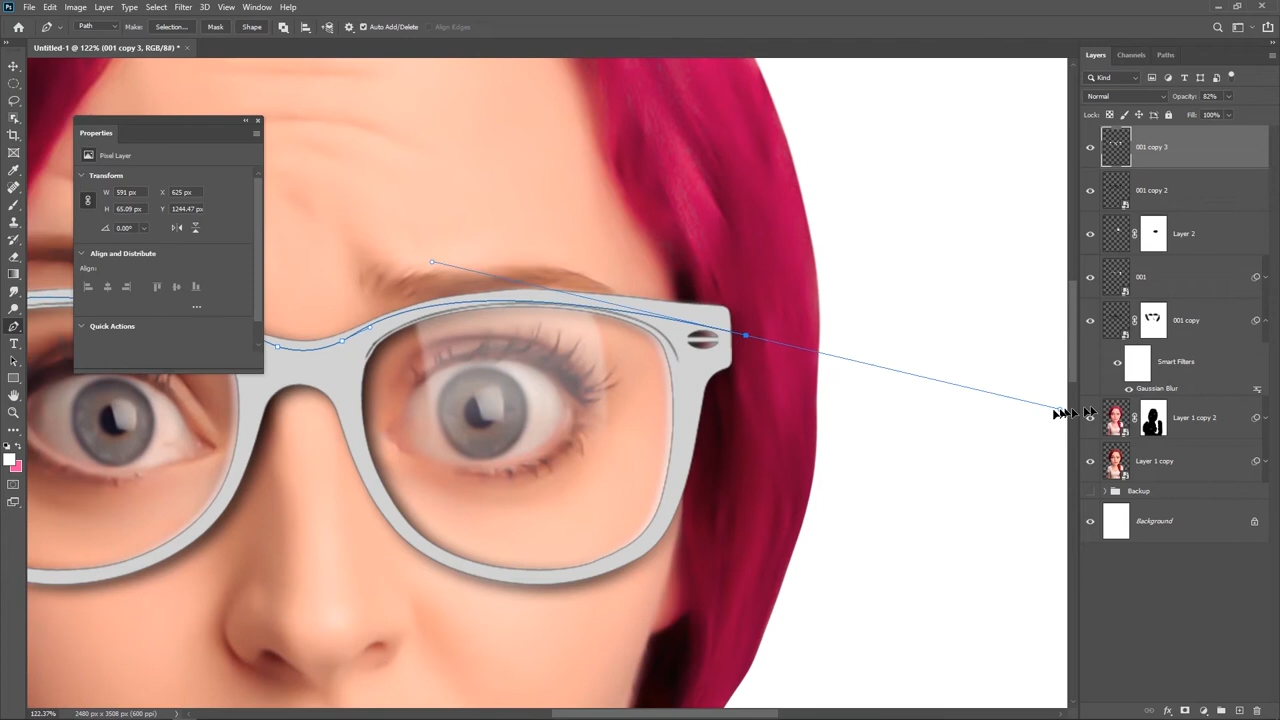 Ps File Edit Image Layer Type Select Filter 3D View Window Help
Path Make: Selection... Mask Shape Auto Add/Delete Align Edges
Untitled-1 @ 122% (001 copy 3, RGB/8#) * ×
Properties
Pixel Layer
Transform
W 591 px X 625 px
H 65.09 px Y 1244.47 px
0.00°
Align and Distribute
Align:
Quick Actions
Layers Channels Paths
Kind
Normal Opacity: 82%
Lock: Fill: 100%
001 copy 3
001 copy 2
Layer 2
001
001 copy
Smart Filters
Gaussian Blur
Layer 1 copy 2
Layer 1 copy
Backup
Background
122.37% 2480 px x 3508 px (600 ppi)